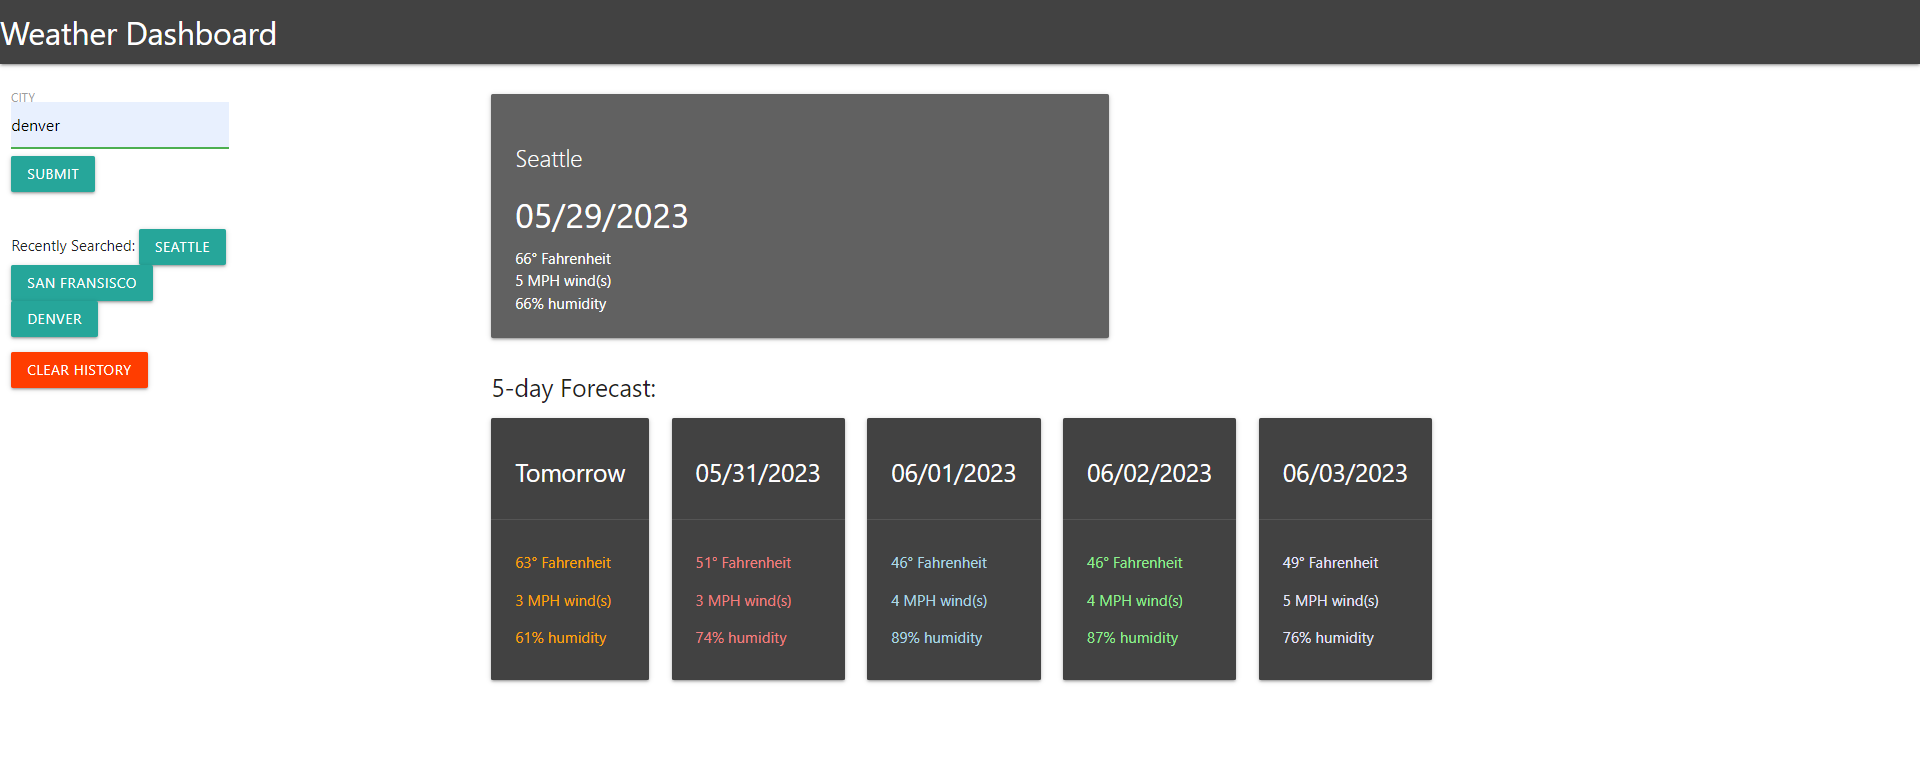 Weather Dashboard
CITY
denver
SUBMIT
Recently Searched: SEATTLE
SAN FRANSISCO
DENVER
CLEAR HISTORY
Seattle
05/29/2023
66° Fahrenheit
5 MPH wind(s)
66% humidity
5-day Forecast:
Tomorrow
63° Fahrenheit
3 MPH wind(s)
61% humidity
05/31/2023
51° Fahrenheit
3 MPH wind(s)
74% humidity
06/01/2023
46° Fahrenheit
4 MPH wind(s)
89% humidity
06/02/2023
46° Fahrenheit
4 MPH wind(s)
87% humidity
06/03/2023
49° Fahrenheit
5 MPH wind(s)
76% humidity